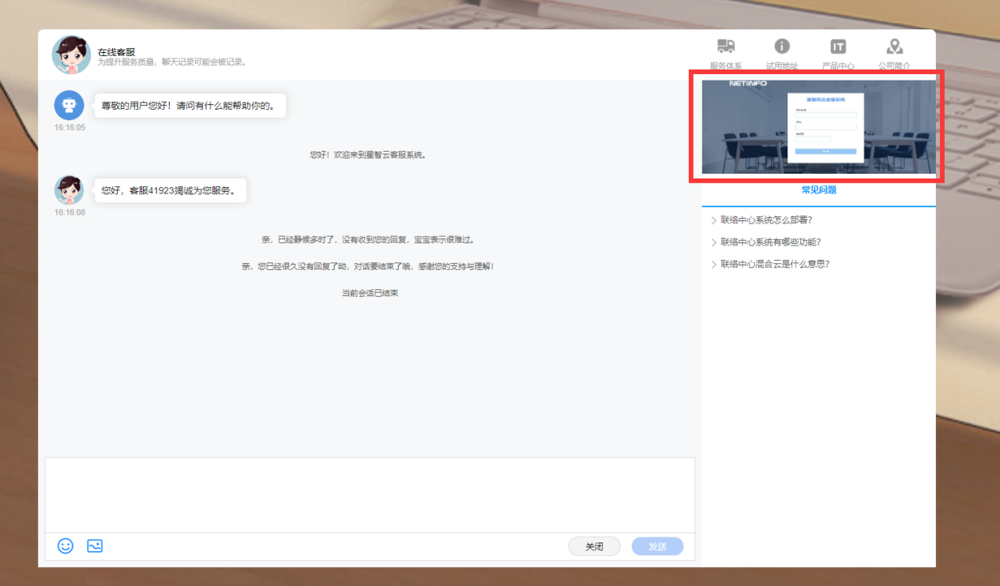 在线客服
为提升服务质量，聊天记录可能会被记录。
服务体系
试用地址
IT
产品中心
公司简介
尊敬的用户您好！请问有什么能帮助你的。
16:16:05
您好！欢迎来到星智云客服系统。
您好，客服41923竭诚为您服务。
16:16:08
亲，已经静候多时了，没有收到您的回复，宝宝表示很难过。
亲，您已经很久没有回复了呦，对话要结束了哦，感谢您的支持与理解！
当前会话已结束
关闭
发送
NETINFO
常见问题
联络中心系统怎么部署？
联络中心系统有哪些功能？
联络中心混合云是什么意思？